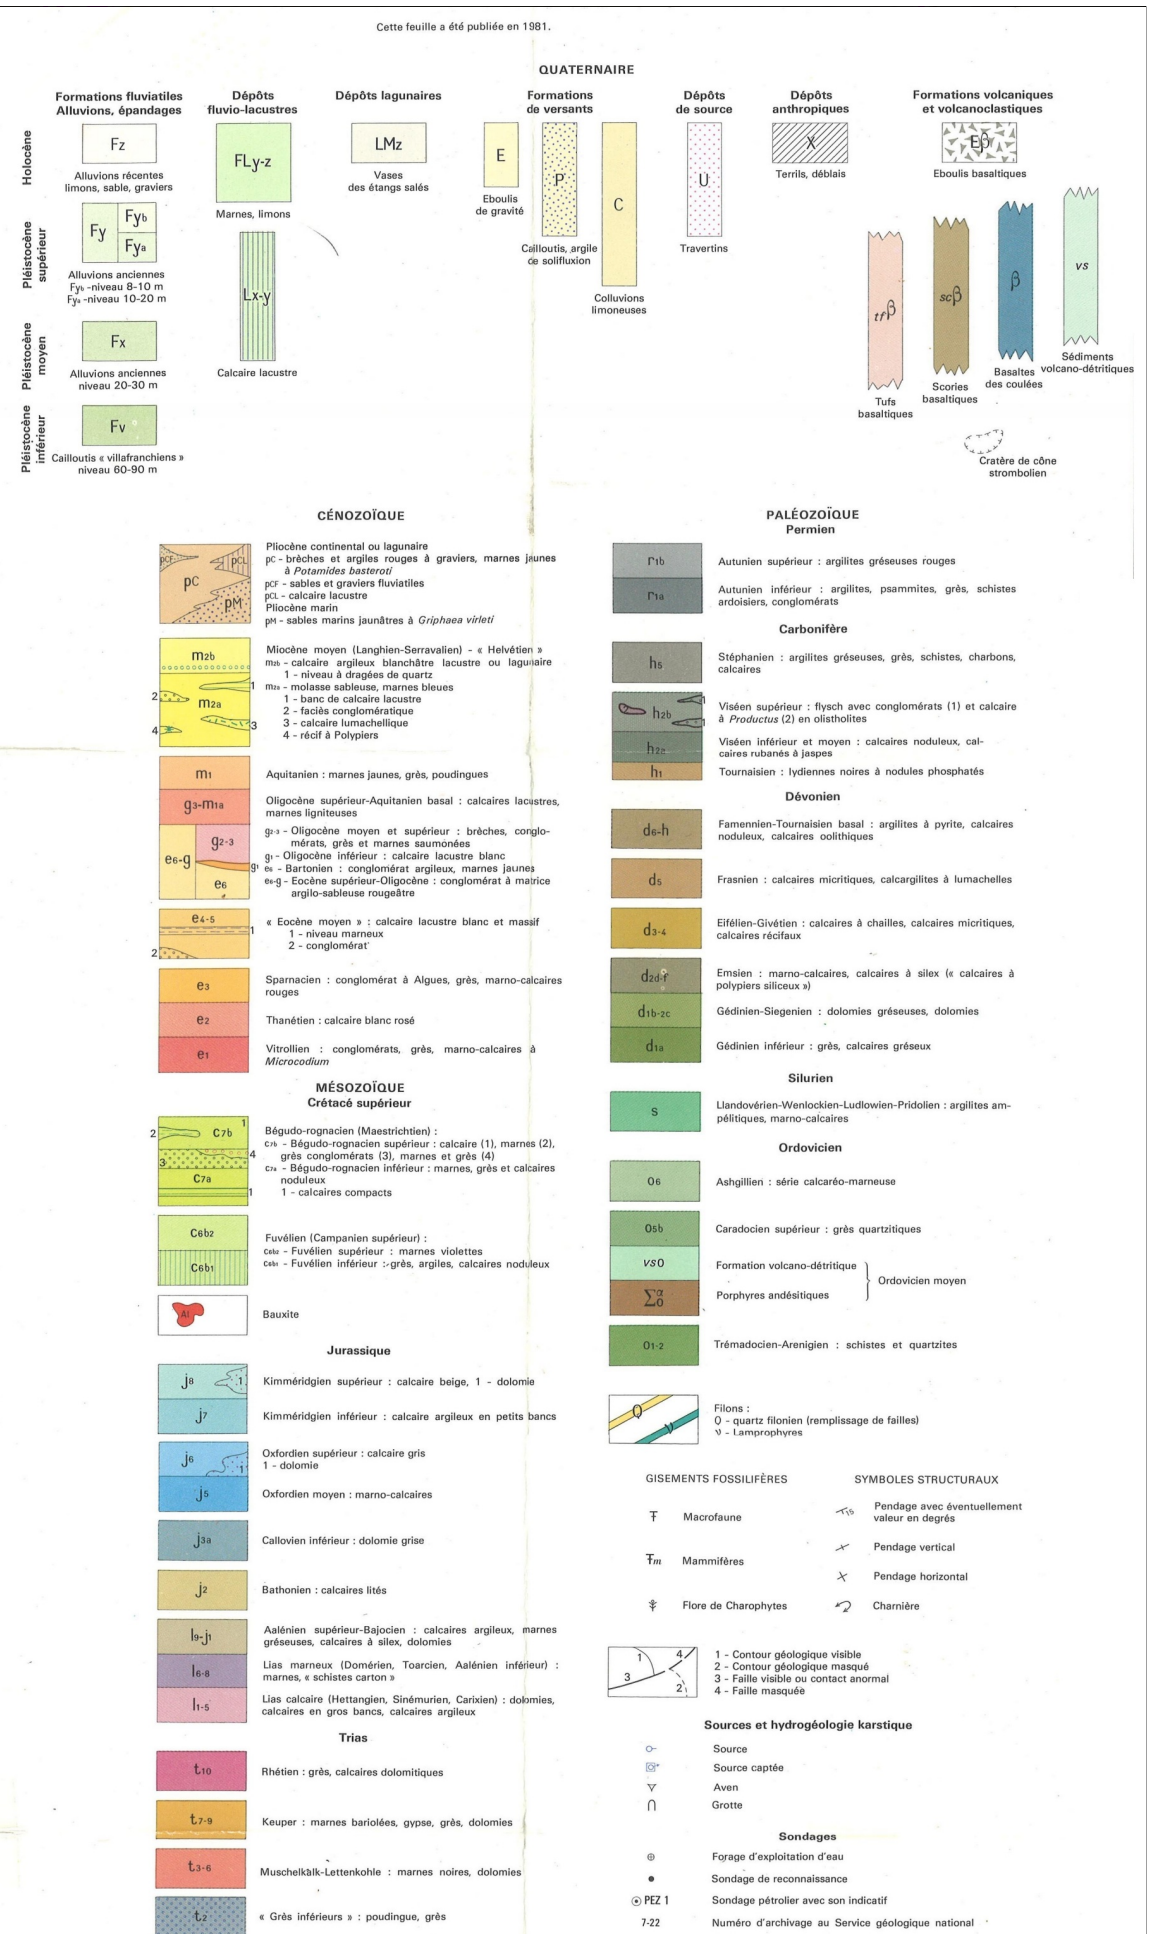 Cette feuille a été publiée en 1981.
QUATERNAIRE
Formations fluviatiles
Alluvions, épandages
Dépôts
fluvio-lacustres
Dépôts lagunaires
Formations
de versants
Dépôts
de source
Dépôts
anthropiques
Formations volcaniques
et volcanoclastiques
Holocène
Fz
Alluvions récentes
limons, sable, graviers
FLy-z
Marnes, limons
LMz
Vases
des étangs salés
E
Eboulis
de gravité
P
Cailloutis, argile
de solifluxion
C
Colluvions
limoneuses
U
Travertins
X
Terrils, déblais
Eβ
Eboulis basaltiques
Pléistocène
supérieur
Fy
Fyb
Fya
Alluvions anciennes
Fyb -niveau 8-10 m
Fya -niveau 10-20 m
Lx-y
Calcaire lacustre
tfβ
Tufs
basaltiques
scβ
Scories
basaltiques
β
Basaltes
des coulées
vs
Sédiments
volcano-détritiques
Pléistocène
moyen
Fx
Alluvions anciennes
niveau 20-30 m
Pléistocène
inférieur
Fv
Cailloutis « villafranchiens »
niveau 60-90 m
Cratère de cône
strombolien
CÉNOZOÏQUE
pCF
pCL
pC
pM
Pliocène continental ou lagunaire
pC - brèches et argiles rouges à graviers, marnes jaunes
à Potamides basteroti
pCF - sables et graviers fluviatiles
pCL - calcaire lacustre
Pliocène marin
pM - sables marins jaunâtres à Griphaea virleti
m2b
m2a
1
2
3
4
Miocène moyen (Langhien-Serravalien) - « Helvétien »
m2b - calcaire argileux blanchâtre lacustre ou lagunaire
1 - niveau à dragées de quartz
m2a - molasse sableuse, marnes bleues
1 - banc de calcaire lacustre
2 - faciès conglomératique
3 - calcaire lumachellique
4 - récif à Polypiers
m1
Aquitanien : marnes jaunes, grès, poudingues
g3-m1a
Oligocène supérieur-Aquitanien basal : calcaires lacustres,
marnes ligniteuses
e6-g
g2-3
g1
e6
g2-3 - Oligocène moyen et supérieur : brèches, conglo-
mérats, grès et marnes saumonées
g1 - Oligocène inférieur : calcaire lacustre blanc
e6 - Bartonien : conglomérat argileux, marnes jaunes
e6-g - Eocène supérieur-Oligocène : conglomérat à matrice
argilo-sableuse rougeâtre
e4-5
1
2
« Eocène moyen » : calcaire lacustre blanc et massif
1 - niveau marneux
2 - conglomérat
e3
Sparnacien : conglomérat à Algues, grès, marno-calcaires
rouges
e2
Thanétien : calcaire blanc rosé
e1
Vitrollien : conglomérats, grès, marno-calcaires à
Microcodium
MÉSOZOÏQUE
Crétacé supérieur
1
2
C7b
4
3
C7a
1
Bégudo-rognacien (Maestrichtien) :
C7b - Bégudo-rognacien supérieur : calcaire (1), marnes (2),
grès conglomérats (3), marnes et grès (4)
C7a - Bégudo-rognacien inférieur : marnes, grès et calcaires
noduleux
1 - calcaires compacts
C6b2
C6b1
Fuvélien (Campanien supérieur) :
C6b2 - Fuvélien supérieur : marnes violettes
C6b1 - Fuvélien inférieur : grès, argiles, calcaires noduleux
Al
Bauxite
Jurassique
j8
1
Kimméridgien supérieur : calcaire beige, 1 - dolomie
j7
Kimméridgien inférieur : calcaire argileux en petits bancs
j6
1
Oxfordien supérieur : calcaire gris
1 - dolomie
j5
Oxfordien moyen : marno-calcaires
j3a
Callovien inférieur : dolomie grise
j2
Bathonien : calcaires lités
l9-j1
Aalénien supérieur-Bajocien : calcaires argileux, marnes
gréseuses, calcaires à silex, dolomies
l6-8
Lias marneux (Domérien, Toarcien, Aalénien inférieur) :
marnes, « schistes carton »
l1-5
Lias calcaire (Hettangien, Sinémurien, Carixien) : dolomies,
calcaires en gros bancs, calcaires argileux
Trias
t10
Rhétien : grès, calcaires dolomitiques
t7-9
Keuper : marnes bariolées, gypse, grès, dolomies
t3-6
Muschelkalk-Lettenkohle : marnes noires, dolomies
t2
« Grès inférieurs » : poudingue, grès
PALÉOZOÏQUE
Permien
r1b
Autunien supérieur : argilites gréseuses rouges
r1a
Autunien inférieur : argilites, psammites, grès, schistes
ardoisiers, conglomérats
Carbonifère
h5
Stéphanien : argilites gréseuses, grès, schistes, charbons,
calcaires
h2b
1
1
Viséen supérieur : flysch avec conglomérats (1) et calcaire
à Productus (2) en olistholites
h2a
Viséen inférieur et moyen : calcaires noduleux, cal-
caires rubanés à jaspes
h1
Tournaisien : lydiennes noires à nodules phosphatés
Dévonien
d6-h
Famennien-Tournaisien basal : argilites à pyrite, calcaires
noduleux, calcaires oolithiques
d5
Frasnien : calcaires micritiques, calcargilites à lumachelles
d3-4
Eifélien-Givétien : calcaires à chailles, calcaires micritiques,
calcaires récifaux
d2d-f
Emsien : marno-calcaires, calcaires à silex (« calcaires à
polypiers siliceux »)
d1b-2c
Gédinien-Siegenien : dolomies gréseuses, dolomies
d1a
Gédinien inférieur : grès, calcaires gréseux
Silurien
s
Llandovérien-Wenlockien-Ludlowien-Pridolien : argilites am-
pélitiques, marno-calcaires
Ordovicien
O6
Ashgillien : série calcaréo-marneuse
O5b
Caradocien supérieur : grès quartzitiques
vsO
Formation volcano-détritique
Σαo
Porphyres andésitiques
Ordovicien moyen
O1-2
Trémadocien-Arenigien : schistes et quartzites
Q
ν
Filons :
Q - quartz filonien (remplissage de failles)
ν - Lamprophyres
GISEMENTS FOSSILIFÈRES
Macrofaune
m
Mammifères
Flore de Charophytes
SYMBOLES STRUCTURAUX
15
Pendage avec éventuellement
valeur en degrés
Pendage vertical
Pendage horizontal
Charnière
1
4
3
2
1 - Contour géologique visible
2 - Contour géologique masqué
3 - Faille visible ou contact anormal
4 - Faille masquée
Sources et hydrogéologie karstique
Source
Source captée
Aven
Grotte
Sondages
Forage d'exploitation d'eau
Sondage de reconnaissance
PEZ 1
Sondage pétrolier avec son indicatif
7-22
Numéro d'archivage au Service géologique national